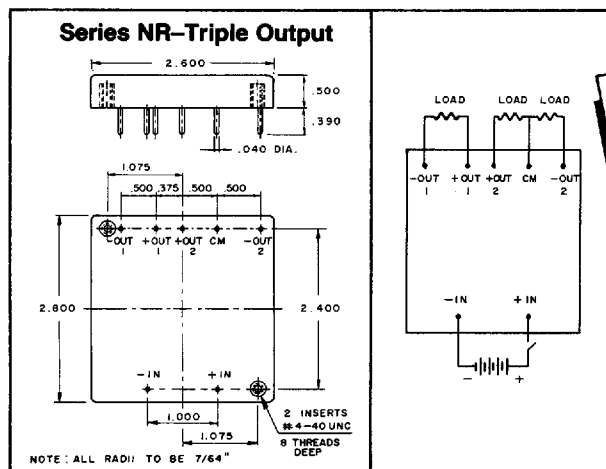 Series NR–Triple Output
2.600
.500
.390
.040 DIA.
1.075
.500 .375 .500 .500
-OUT 1
+OUT 1
+OUT 2
CM
-OUT 2
2.800
2.400
-IN
+IN
1.000
1.075
2 INSERTS
#4-40 UNC
8 THREADS
DEEP
NOTE: ALL RADII TO BE 7/64"
LOAD
LOAD
LOAD
-OUT 1
+OUT 1
+OUT 2
CM
-OUT 2
-IN
+IN
- +